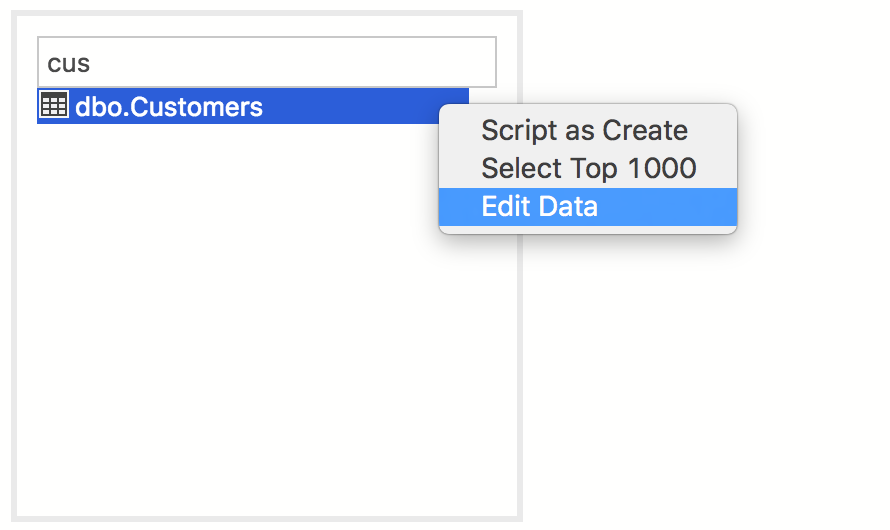 cus
dbo.Customers
Script as Create
Select Top 1000
Edit Data